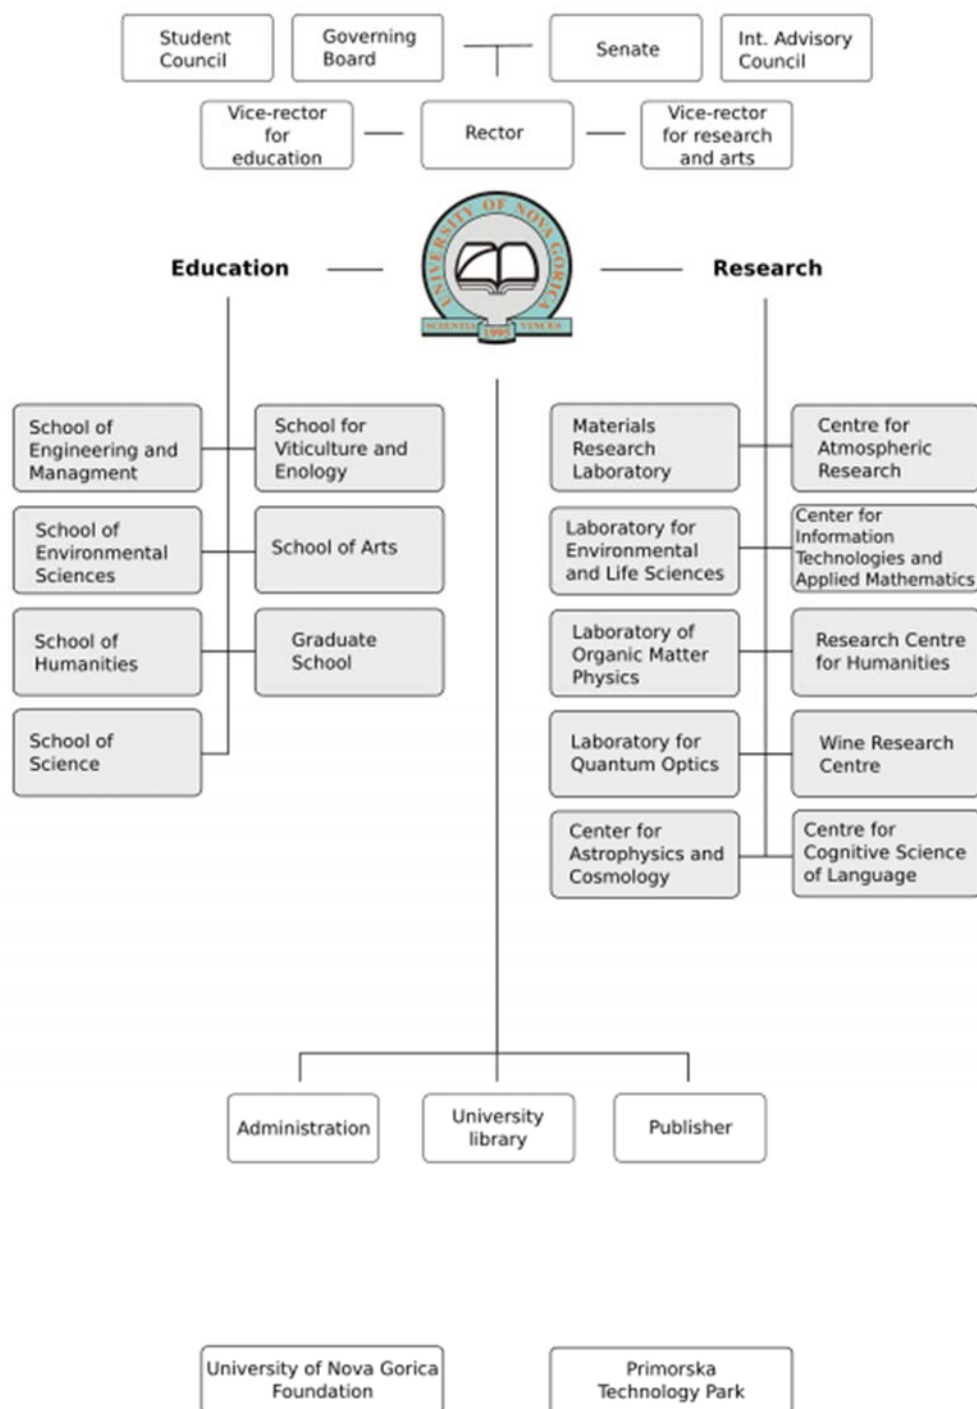 Student
Council
Governing
Board
Senate
Int. Advisory
Council
Vice-rector
for
education
Rector
Vice-rector
for research
and arts
UNIVERSITY OF NOVA GORICA
SCIENTIA VINCES
1995
Education
Research
School of
Engineering and
Managment
School for
Viticulture and
Enology
School of
Environmental
Sciences
School of Arts
School of
Humanities
Graduate
School
School of
Science
Materials
Research
Laboratory
Centre for
Atmospheric
Research
Laboratory for
Environmental
and Life Sciences
Center for
Information
Technologies and
Applied Mathematics
Laboratory of
Organic Matter
Physics
Research Centre
for Humanities
Laboratory for
Quantum Optics
Wine Research
Centre
Center for
Astrophysics and
Cosmology
Centre for
Cognitive Science
of Language
Administration
University
library
Publisher
University of Nova Gorica
Foundation
Primorska
Technology Park